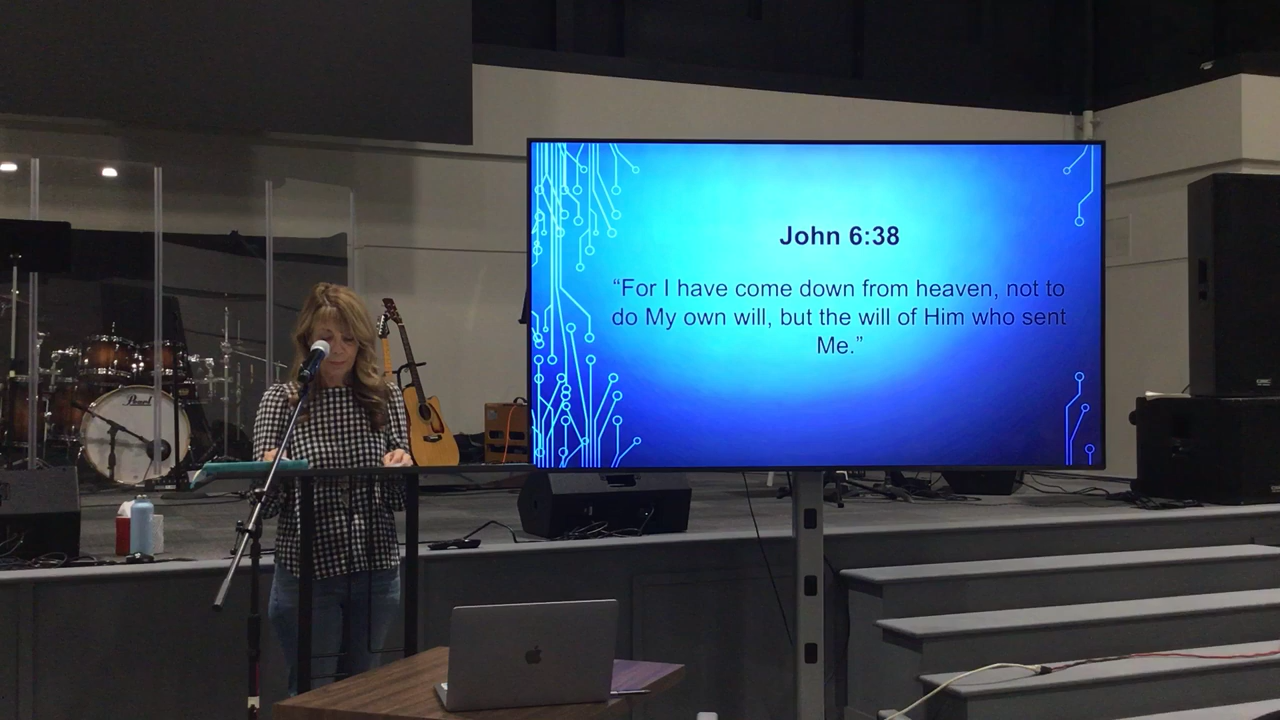 John 6:38
“For I have come down from heaven, not to
do My own will, but the will of Him who sent
Me.”
Pearl